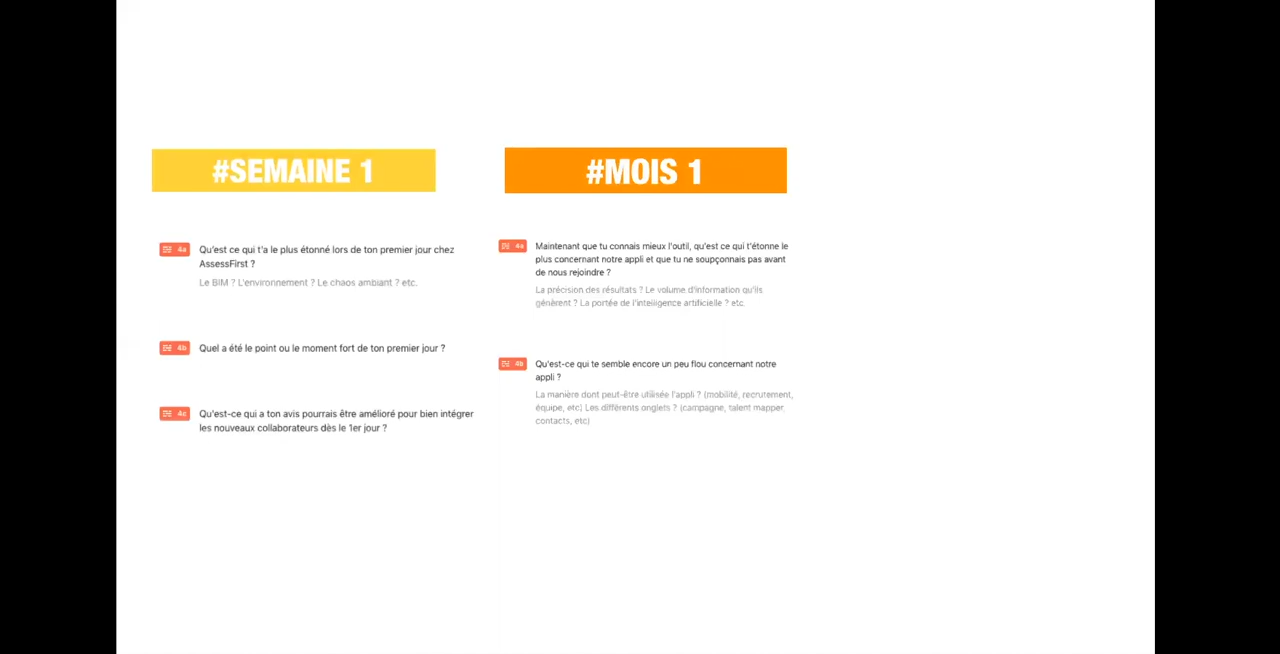 #SEMAINE 1
4a Qu'est ce qui t'a le plus étonné lors de ton premier jour chez
AssessFirst ?
Le BIM ? L'environnement ? Le chaos ambiant ? etc.
4b Quel a été le point ou le moment fort de ton premier jour ?
4c Qu'est-ce qui a ton avis pourrais être amélioré pour bien intégrer
les nouveaux collaborateurs dès le 1er jour ?
#MOIS 1
4a Maintenant que tu connais mieux l'outil, qu'est ce qui t'étonne le
plus concernant notre appli et que tu ne soupçonnais pas avant
de nous rejoindre ?
La précision des résultats ? Le volume d'information qu'ils
génèrent ? La portée de l'intelligence artificielle ? etc.
4b Qu'est-ce qui te semble encore un peu flou concernant notre
appli ?
La manière dont peut-être utilisée l'appli ? (mobilité, recrutement,
équipe, etc) Les différents onglets ? (campagne, talent mapper,
contacts, etc)